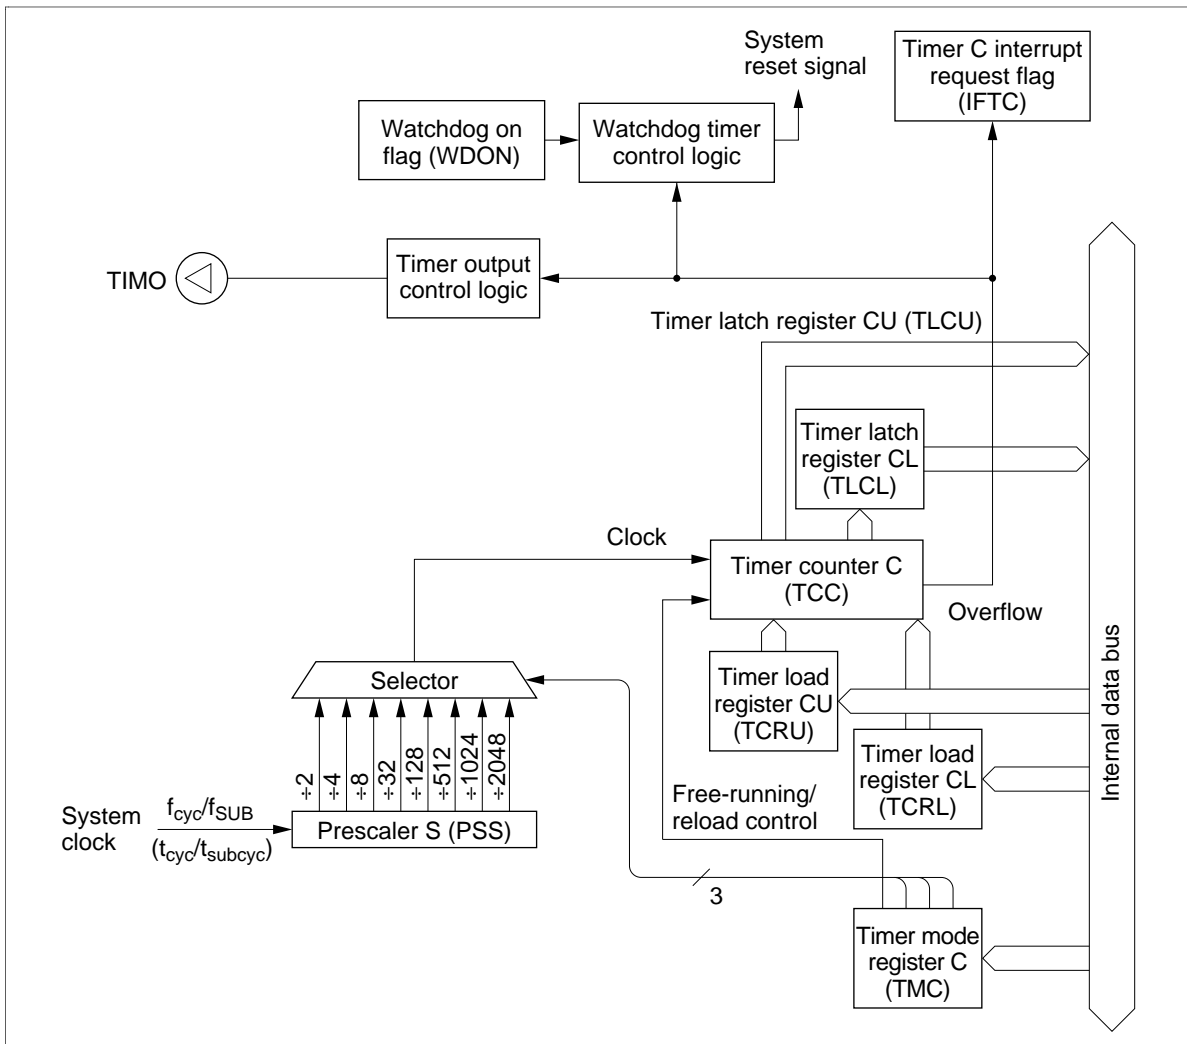 System
reset signal
Timer C interrupt
request flag
(IFTC)
Watchdog on
flag (WDON)
Watchdog timer
control logic
TIMO
Timer output
control logic
Timer latch register CU (TLCU)
Timer latch
register CL
(TLCL)
Clock
Timer counter C
(TCC)
Overflow
Selector
Timer load
register CU
(TCRU)
Timer load
register CL
(TCRL)
Internal data bus
÷2
÷4
÷8
÷32
÷128
÷512
÷1024
÷2048
System
clock
fcyc/fSUB
(tcyc/tsubcyc)
Prescaler S (PSS)
Free-running/
reload control
3
Timer mode
register C
(TMC)